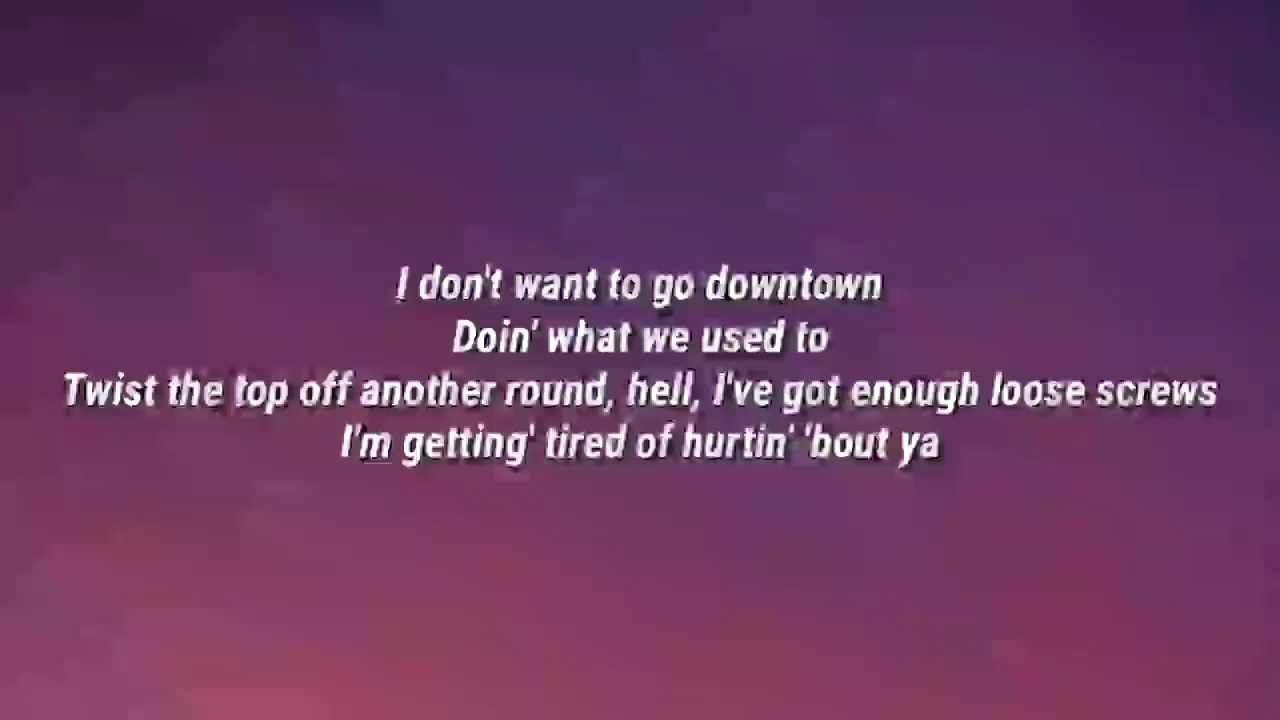 I don't want to go downtown
Doin' what we used to
Twist the top off another round, hell, I've got enough loose screws
I'm getting' tired of hurtin' 'bout ya